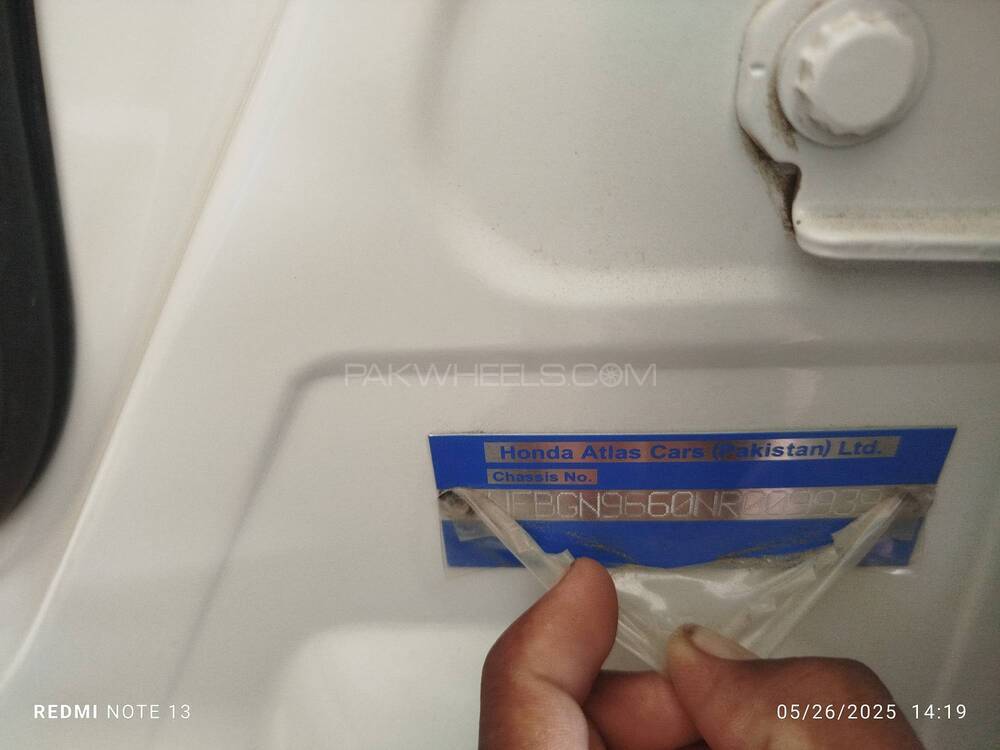 PAKWHEELS.COM
Honda Atlas Cars (Pakistan) Ltd.
Chassis No.
REDMI NOTE 13
05/26/2025 14:19